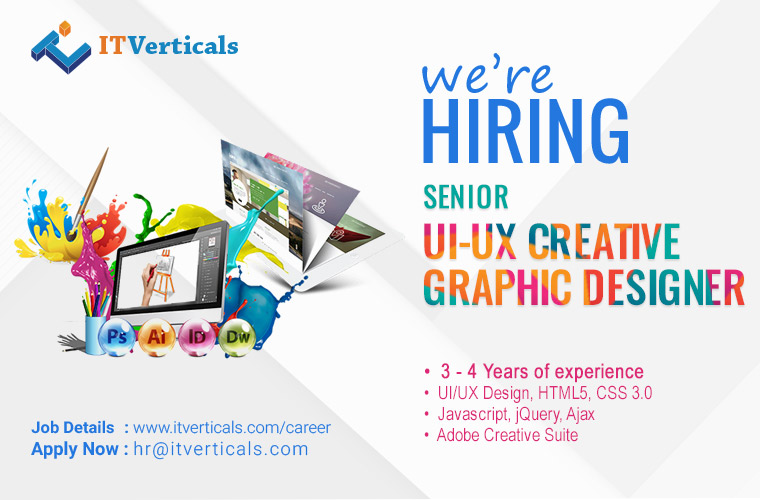 ITVerticals
we're
HIRING
SENIOR
UI-UX CREATIVE
GRAPHIC DESIGNER
Ps Ai ID Dw
• 3 - 4 Years of experience
• UI/UX Design, HTML5, CSS 3.0
• Javascript, jQuery, Ajax
• Adobe Creative Suite
Job Details : www.itverticals.com/career
Apply Now : hr@itverticals.com